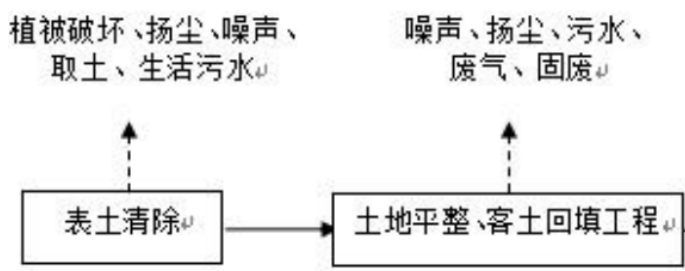 植被破坏、扬尘、噪声、
取土、生活污水
噪声、扬尘、污水、
废气、固废
表土清除
土地平整、客土回填工程